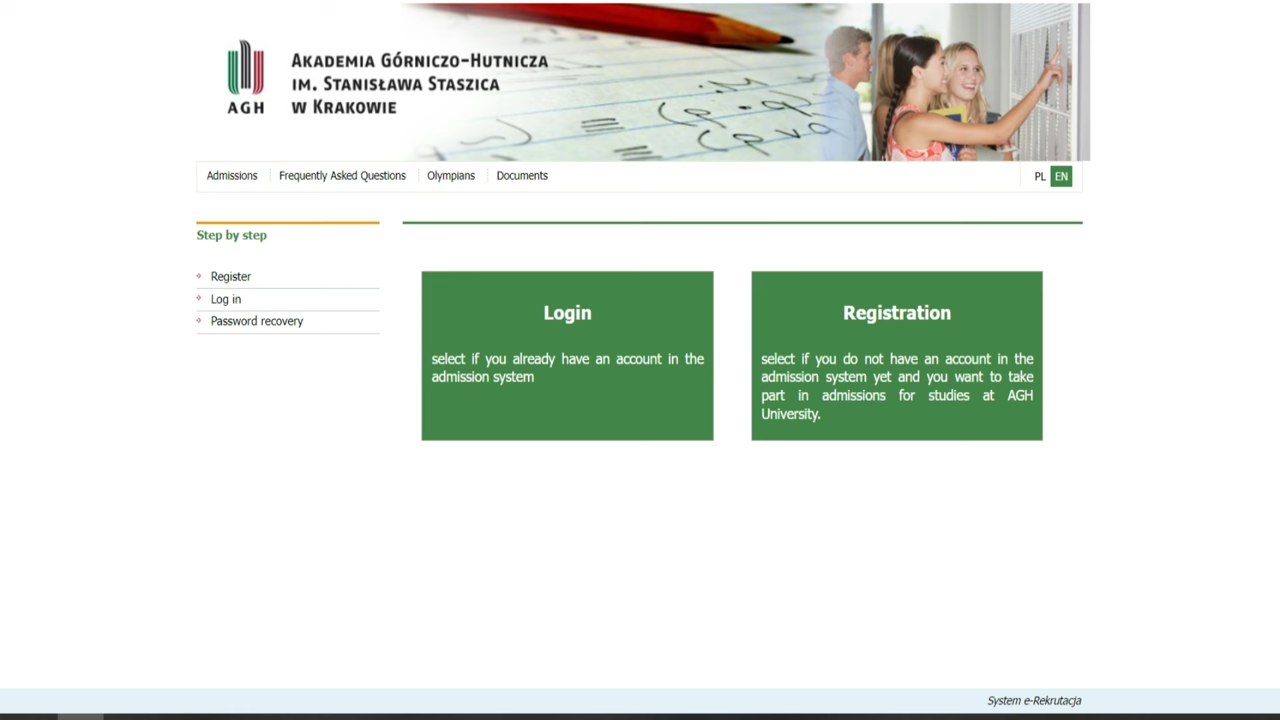 AKADEMIA GÓRNICZO-HUTNICZA
IM. STANISŁAWA STASZICA
W KRAKOWIE
AGH
Admissions
Frequently Asked Questions
Olympians
Documents
PL
EN
Step by step
Register
Log in
Password recovery
Login
select if you already have an account in the
admission system
Registration
select if you do not have an account in the
admission system yet and you want to take
part in admissions for studies at AGH
University.
System e-Rekrutacja